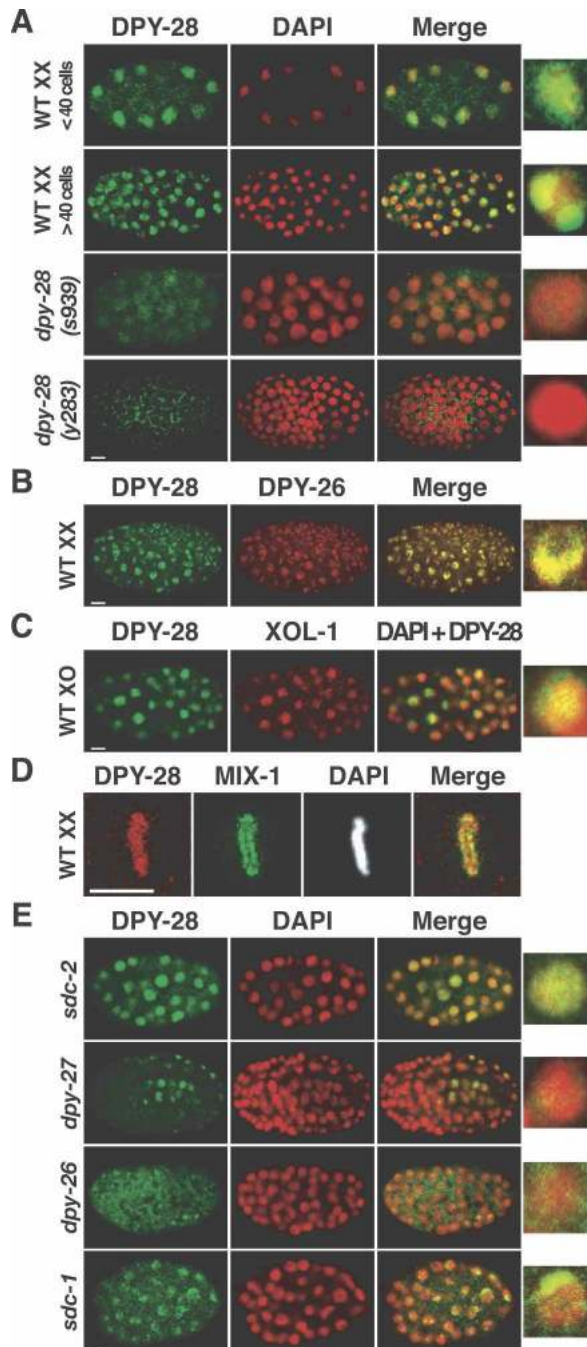 A
DPY-28 DAPI Merge
WT XX
< 40 cells
WT XX
> 40 cells
dpy-28
(s939)
dpy-28
(y283)
B
DPY-28 DPY-26 Merge
WT XX
C
DPY-28 XOL-1 DAPI + DPY-28
WT XO
D
DPY-28 MIX-1 DAPI Merge
WT XX
E
DPY-28 DAPI Merge
sdc-2
dpy-27
dpy-26
sdc-1